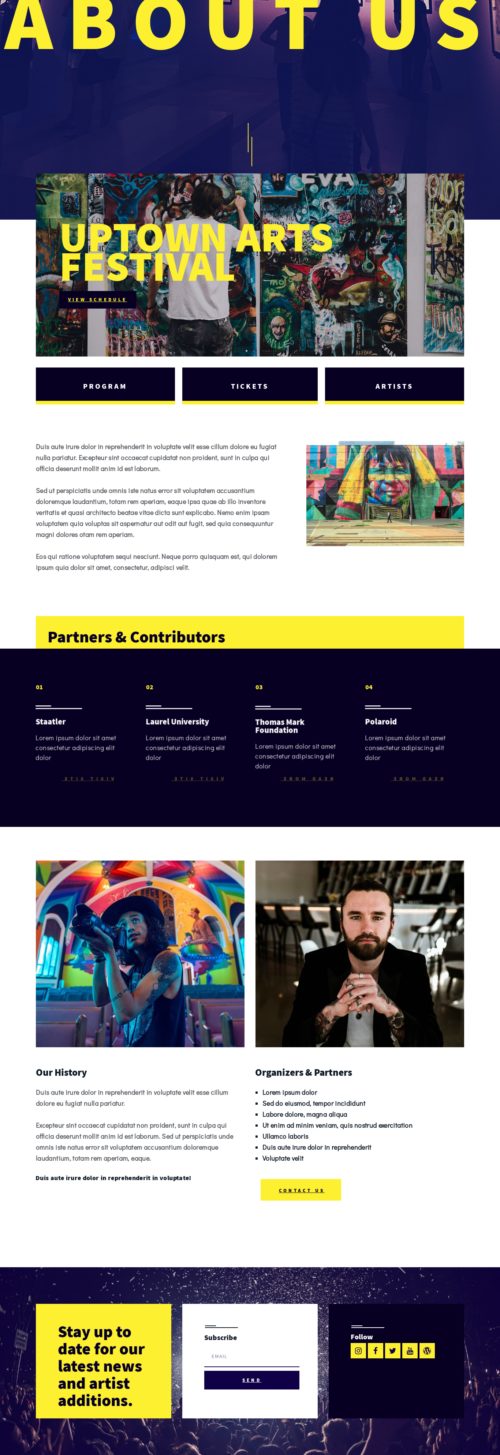 ABOUT US
UPTOWN ARTS
FESTIVAL
VIEW SCHEDULE
PROGRAM
TICKETS
ARTISTS
Duis aute irure dolor in reprehenderit in voluptate velit esse cillum dolore eu fugiat
nulla pariatur. Excepteur sint occaecat cupidatat non proident, sunt in culpa qui
officia deserunt mollit anim id est laborum.
Sed ut perspiciatis unde omnis iste natus error sit voluptatem accusantium
doloremque laudantium, totam rem aperiam, eaque ipsa quae ab illo inventore
veritatis et quasi architecto beatae vitae dicta sunt explicabo. Nemo enim ipsam
voluptatem quia voluptas sit aspernatur aut odit aut fugit, sed quia consequuntur
magni dolores otam rem aperiam.
Eos qui ratione voluptatem sequi nesciunt. Neque porro quisquam est, qui dolorem
ipsum quia dolor sit amet, consectetur, adipisci velit.
Partners & Contributors
01
Staatler
Lorem ipsum dolor sit amet
consectetur adipiscing elit
dolor
02
Laurel University
Lorem ipsum dolor sit amet
consectetur adipiscing elit
dolor
03
Thomas Mark
Foundation
Lorem ipsum dolor sit amet
consectetur adipiscing elit
dolor
04
Polaroid
Lorem ipsum dolor sit amet
consectetur adipiscing elit
dolor
Our History
Duis aute irure dolor in reprehenderit in voluptate velit esse cillum
dolore eu fugiat nulla pariatur.
Excepteur sint occaecat cupidatat non proident, sunt in culpa qui
officia deserunt mollit anim id est laborum. Sed ut perspiciatis unde
omnis iste natus error sit voluptatem accusantium doloremque
laudantium, totam rem aperiam, eaque.
Duis aute irure dolor in reprehenderit in voluptate!
Organizers & Partners
Lorem ipsum dolor
Sed do eiusmod, tempor incididunt
Labore dolore, magna aliqua
Ut enim ad minim veniam, quis nostrud exercitation
Ullamco laboris
Duis aute irure dolor in reprehenderit
Voluptate velit
CONTACT US
Stay up to
date for our
latest news
and artist
additions.
Subscribe
EMAIL
SEND
Follow